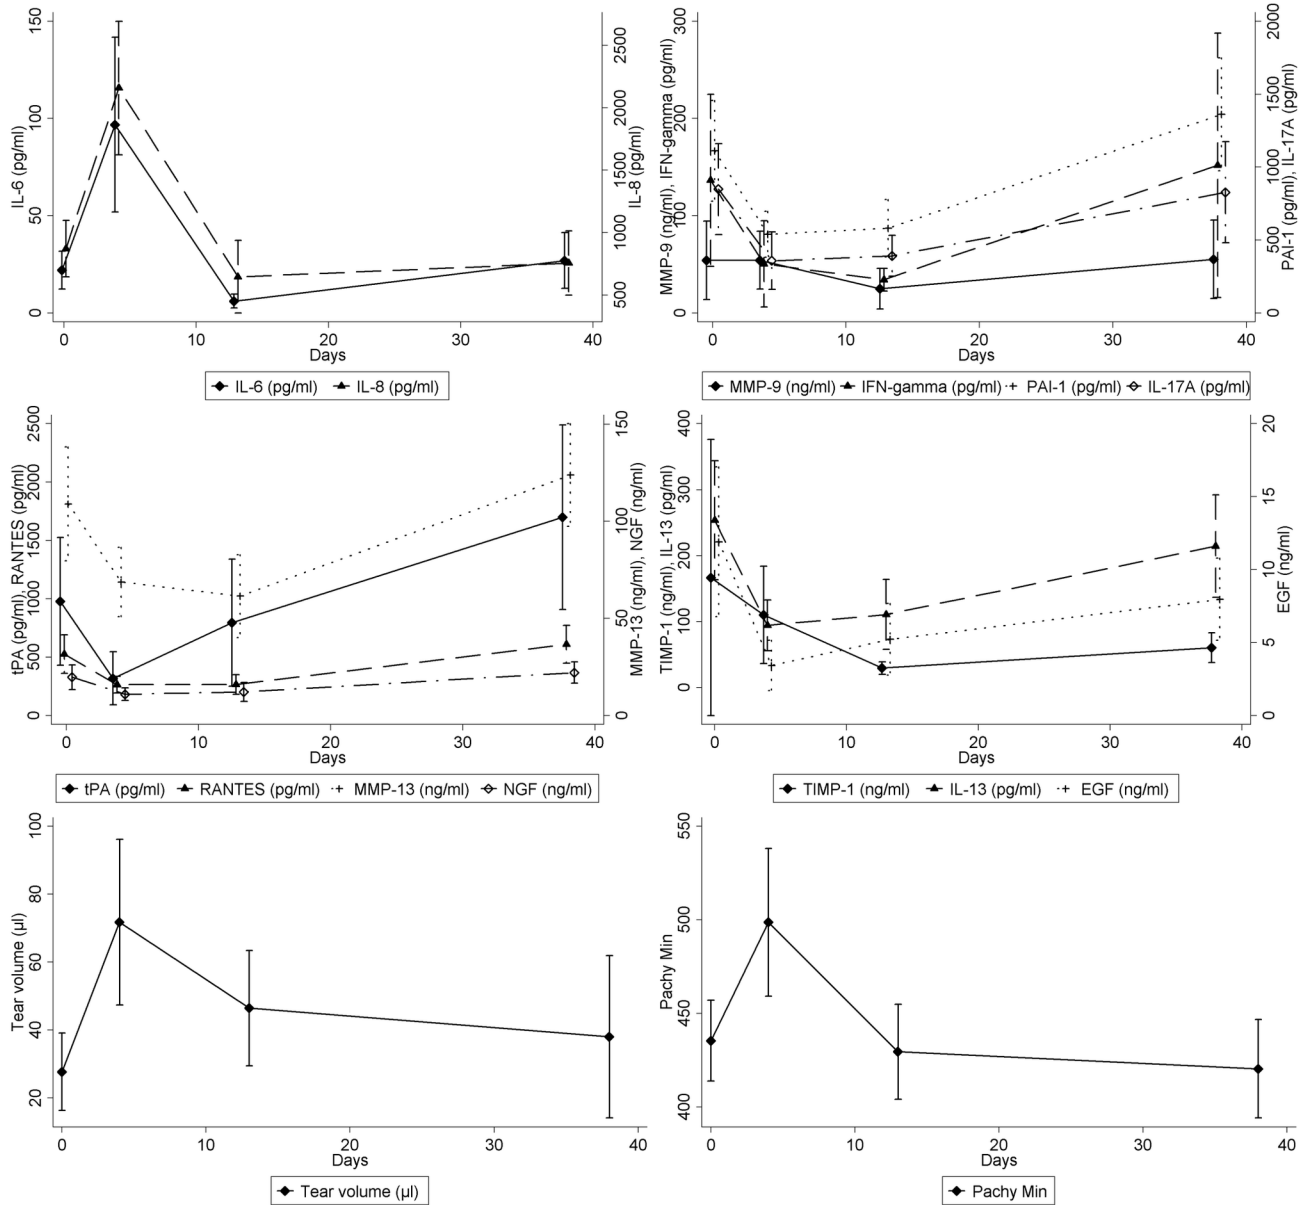 IL-6 (pg/ml)
0 50 100 150
IL-8 (pg/ml)
500 1000 1500 2000 2500
0 10 20 30 40
Days
IL-6 (pg/ml) IL-8 (pg/ml)
MMP-9 (ng/ml), IFN-gamma (pg/ml)
0 100 200 300
PAI-1 (pg/ml), IL-17A (pg/ml)
0 500 1000 1500 2000
0 10 20 30 40
Days
MMP-9 (ng/ml) IFN-gamma (pg/ml) PAI-1 (pg/ml) IL-17A (pg/ml)
tPA (pg/ml), RANTES (pg/ml)
0 500 1000 1500 2000 2500
MMP-13 (ng/ml), NGF (ng/ml)
0 50 100 150
0 10 20 30 40
Days
tPA (pg/ml) RANTES (pg/ml) MMP-13 (ng/ml) NGF (ng/ml)
TIMP-1 (ng/ml), IL-13 (pg/ml)
0 100 200 300 400
EGF (ng/ml)
0 5 10 15 20
0 10 20 30 40
Days
TIMP-1 (ng/ml) IL-13 (pg/ml) EGF (ng/ml)
Tear volume (µl)
20 40 60 80 100
0 10 20 30 40
Days
Tear volume (µl)
Pachy Min
400 450 500 550
0 10 20 30 40
Days
Pachy Min